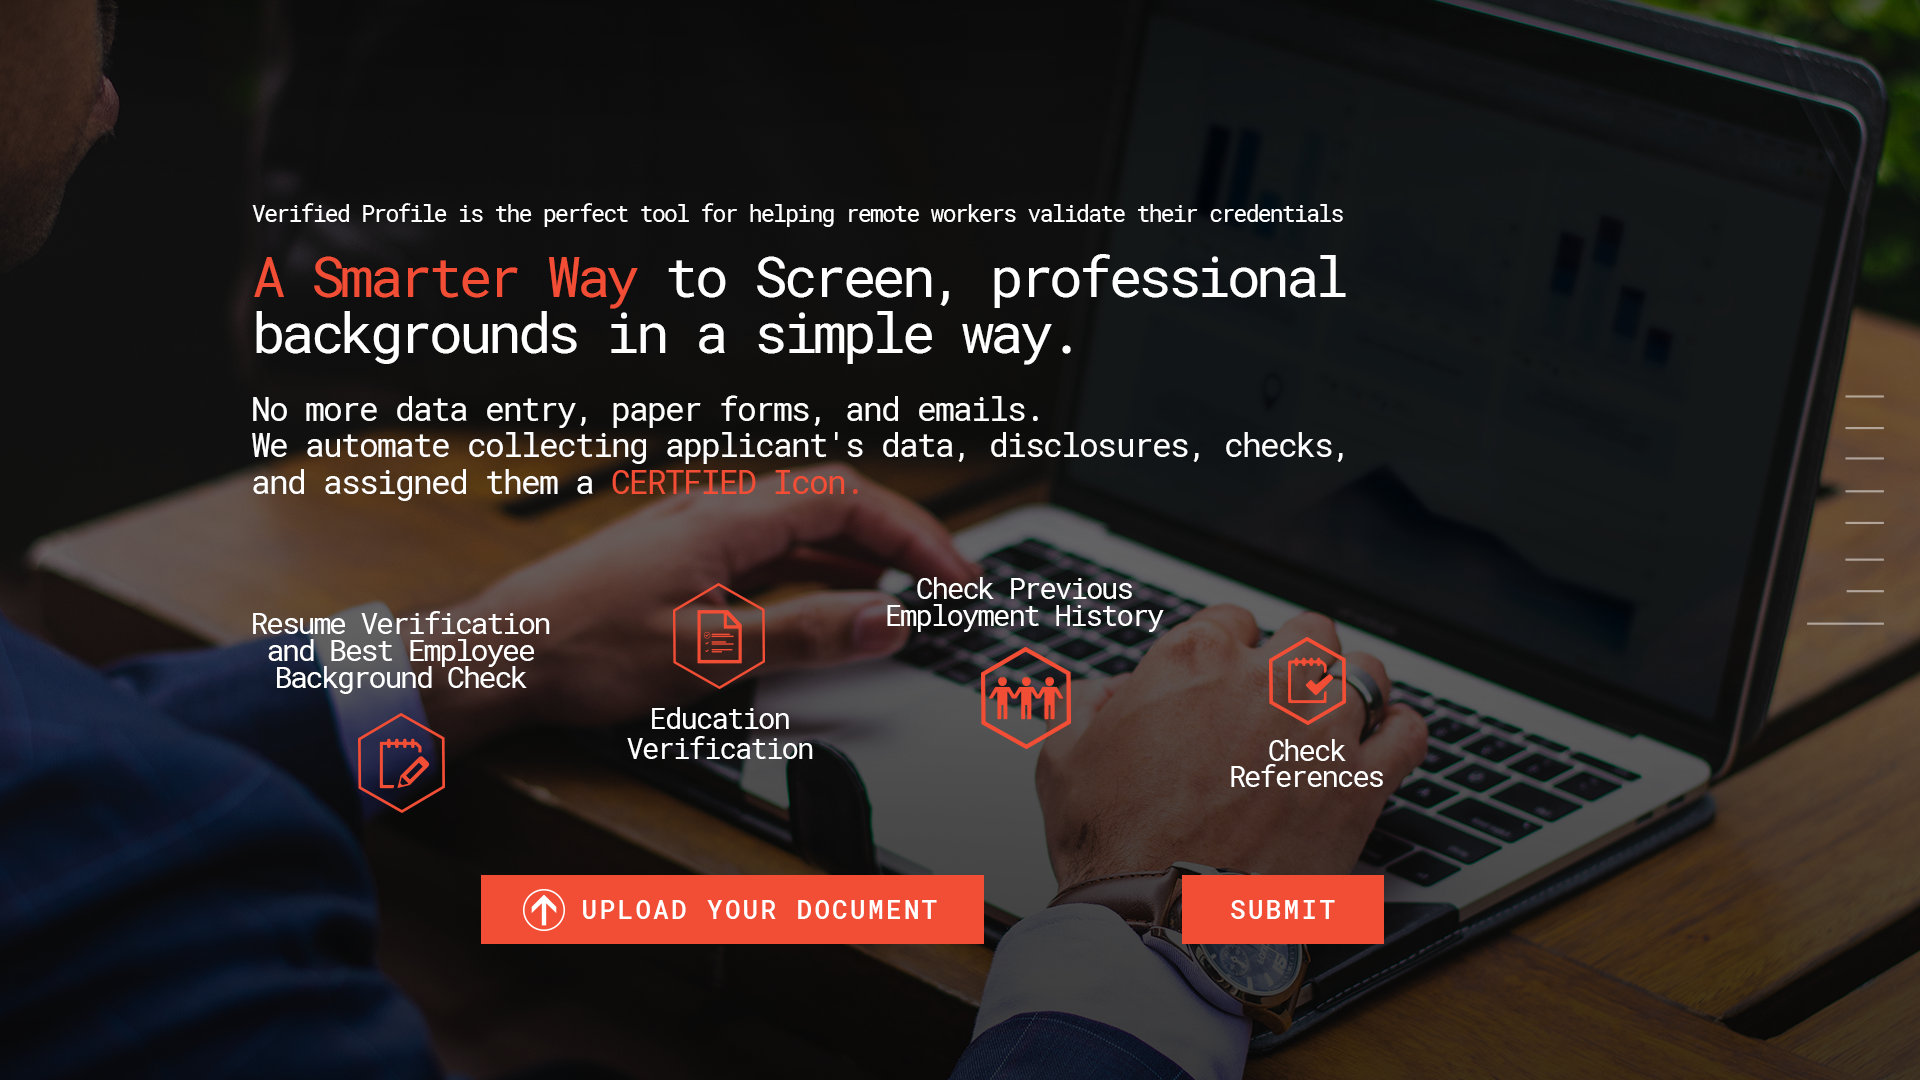 Verified Profile is the perfect tool for helping remote workers validate their credentials
A Smarter Way to Screen, professional
backgrounds in a simple way.
No more data entry, paper forms, and emails.
We automate collecting applicant's data, disclosures, checks,
and assigned them a CERTFIED Icon.
Resume Verification
and Best Employee
Background Check
Education
Verification
Check Previous
Employment History
Check
References
UPLOAD YOUR DOCUMENT
SUBMIT